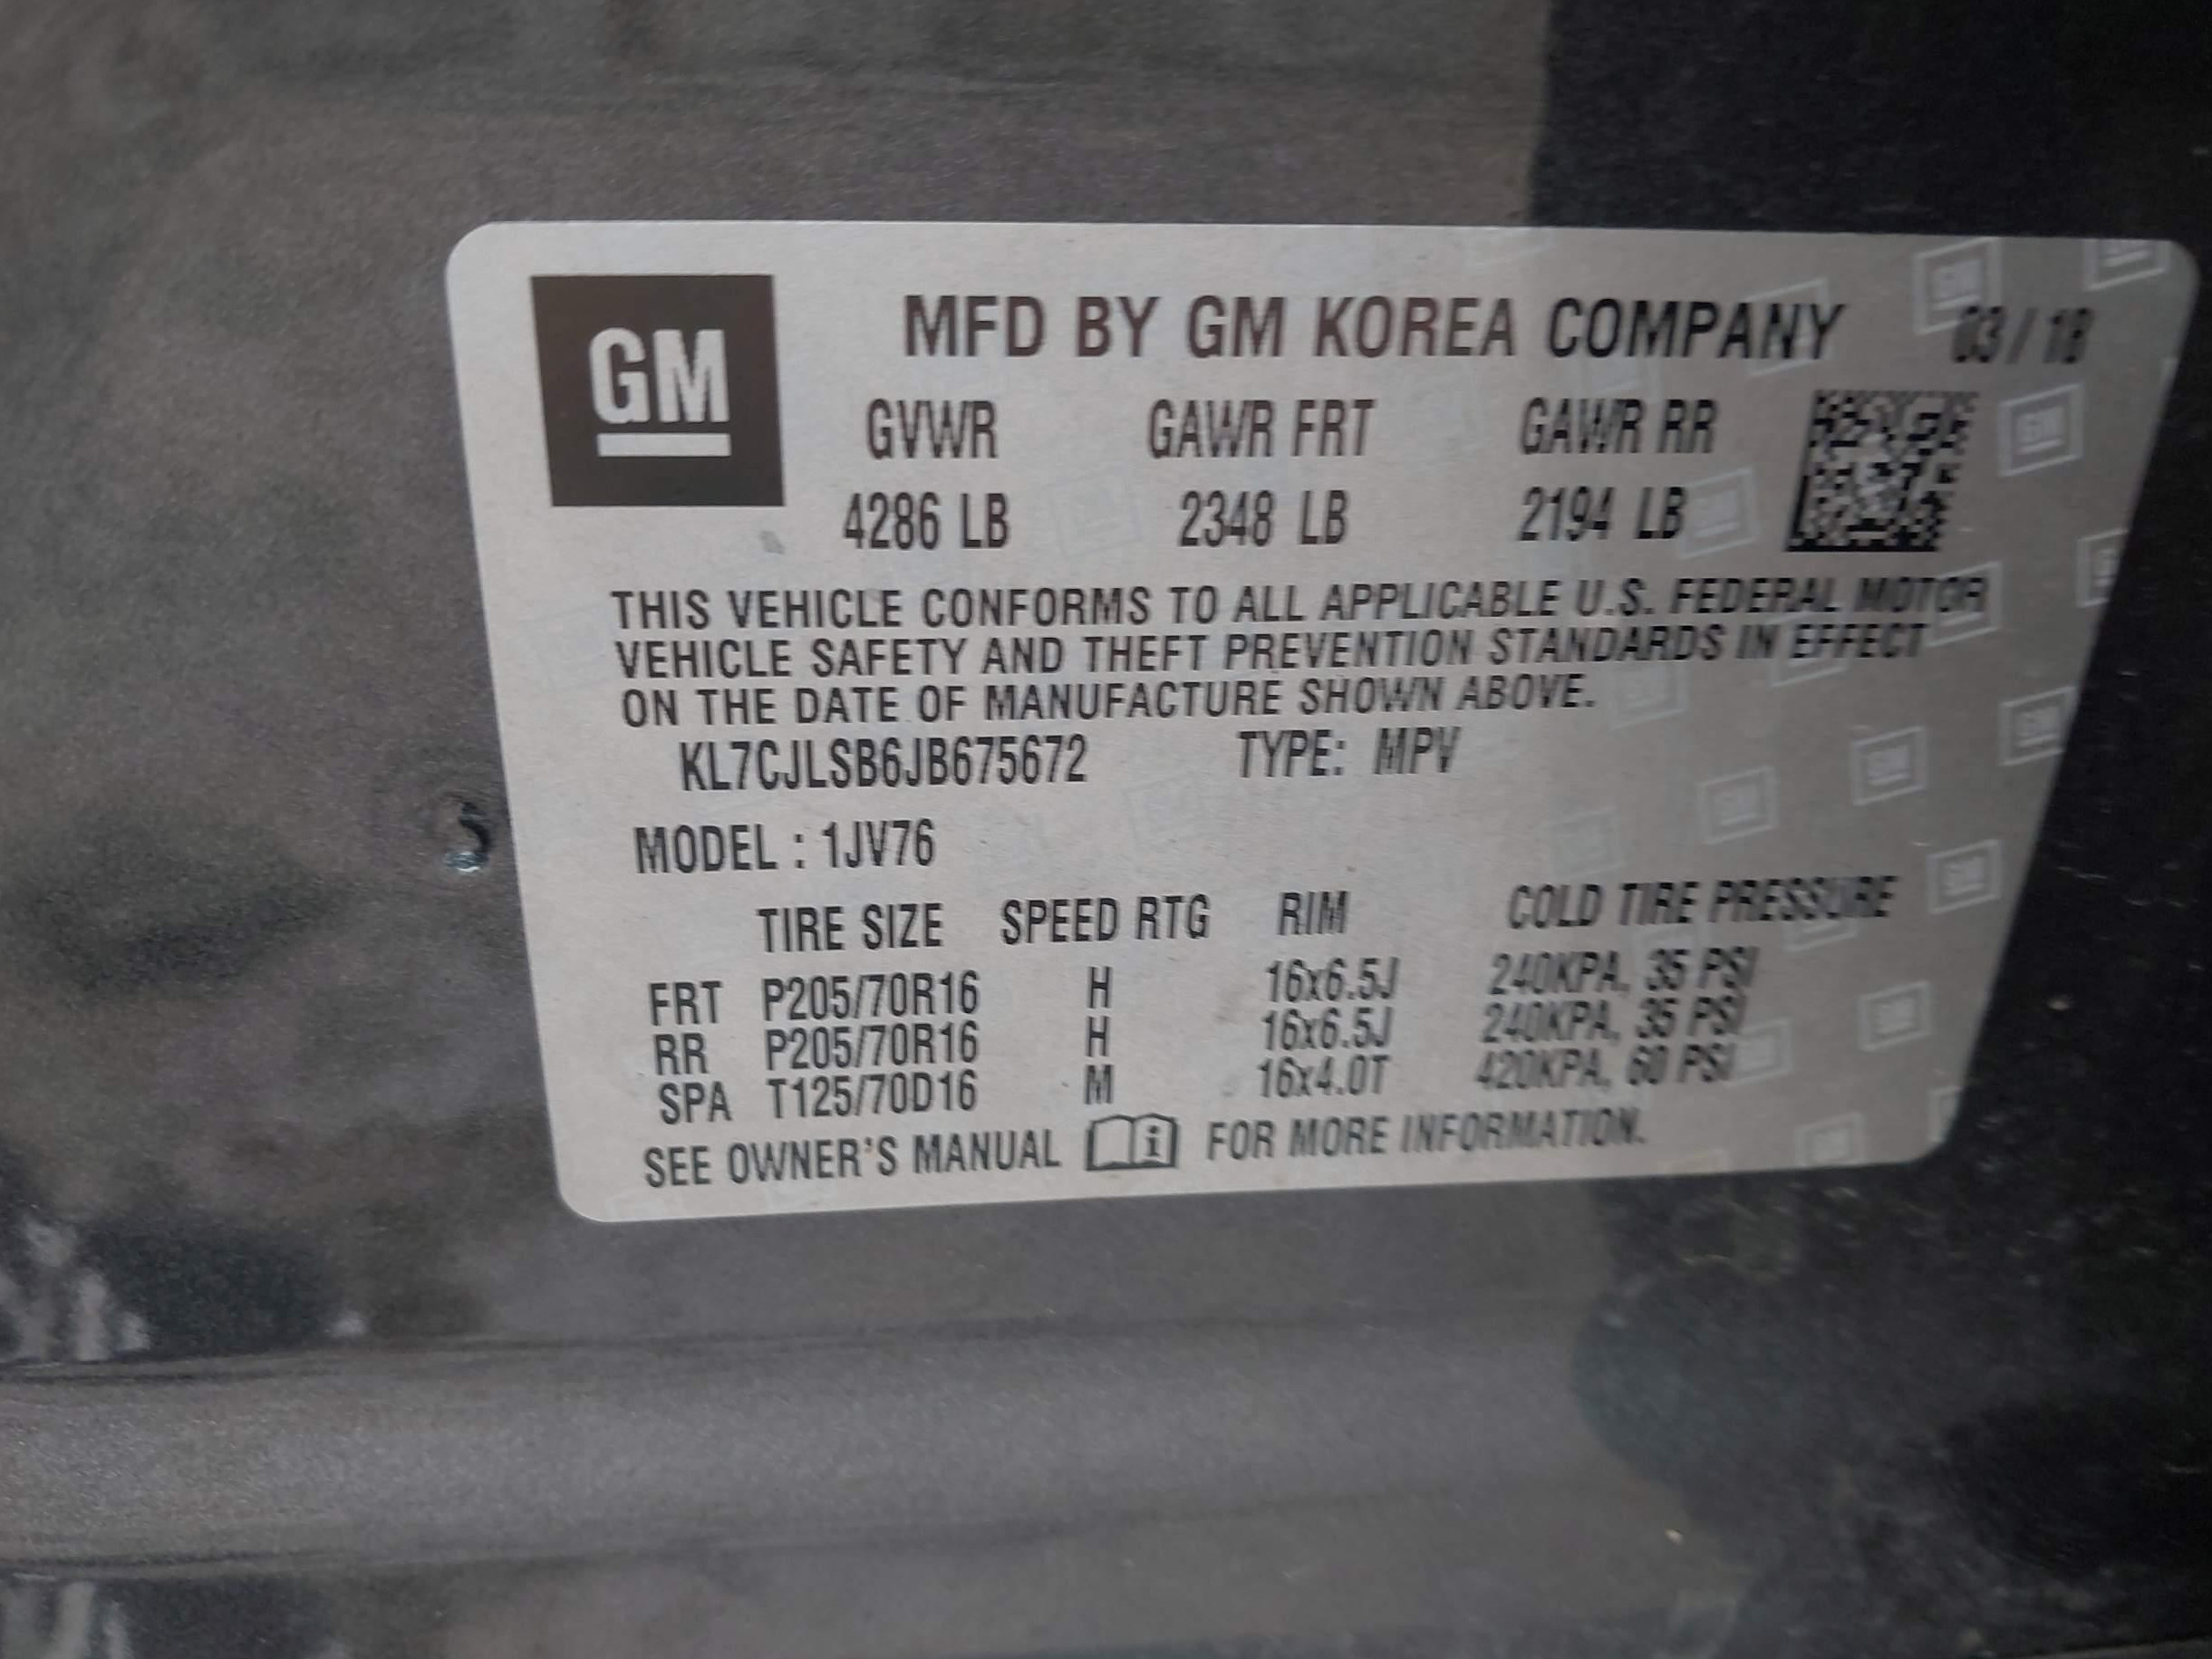 GM
MFD BY GM KOREA COMPANY 03/18
GVWR GAWR FRT GAWR RR
4286 LB 2348 LB 2194 LB
THIS VEHICLE CONFORMS TO ALL APPLICABLE U.S. FEDERAL MOTOR
VEHICLE SAFETY AND THEFT PREVENTION STANDARDS IN EFFECT
ON THE DATE OF MANUFACTURE SHOWN ABOVE.
KL7CJLSB6JB675672 TYPE: MPV
MODEL : 1JV76
TIRE SIZE SPEED RTG RIM COLD TIRE PRESSURE
FRT P205/70R16 H 16x6.5J 240KPA, 35 PSI
RR P205/70R16 H 16x6.5J 240KPA, 35 PSI
SPA T125/70D16 M 16x4.0T 420KPA, 60 PSI
SEE OWNER'S MANUAL i FOR MORE INFORMATION.